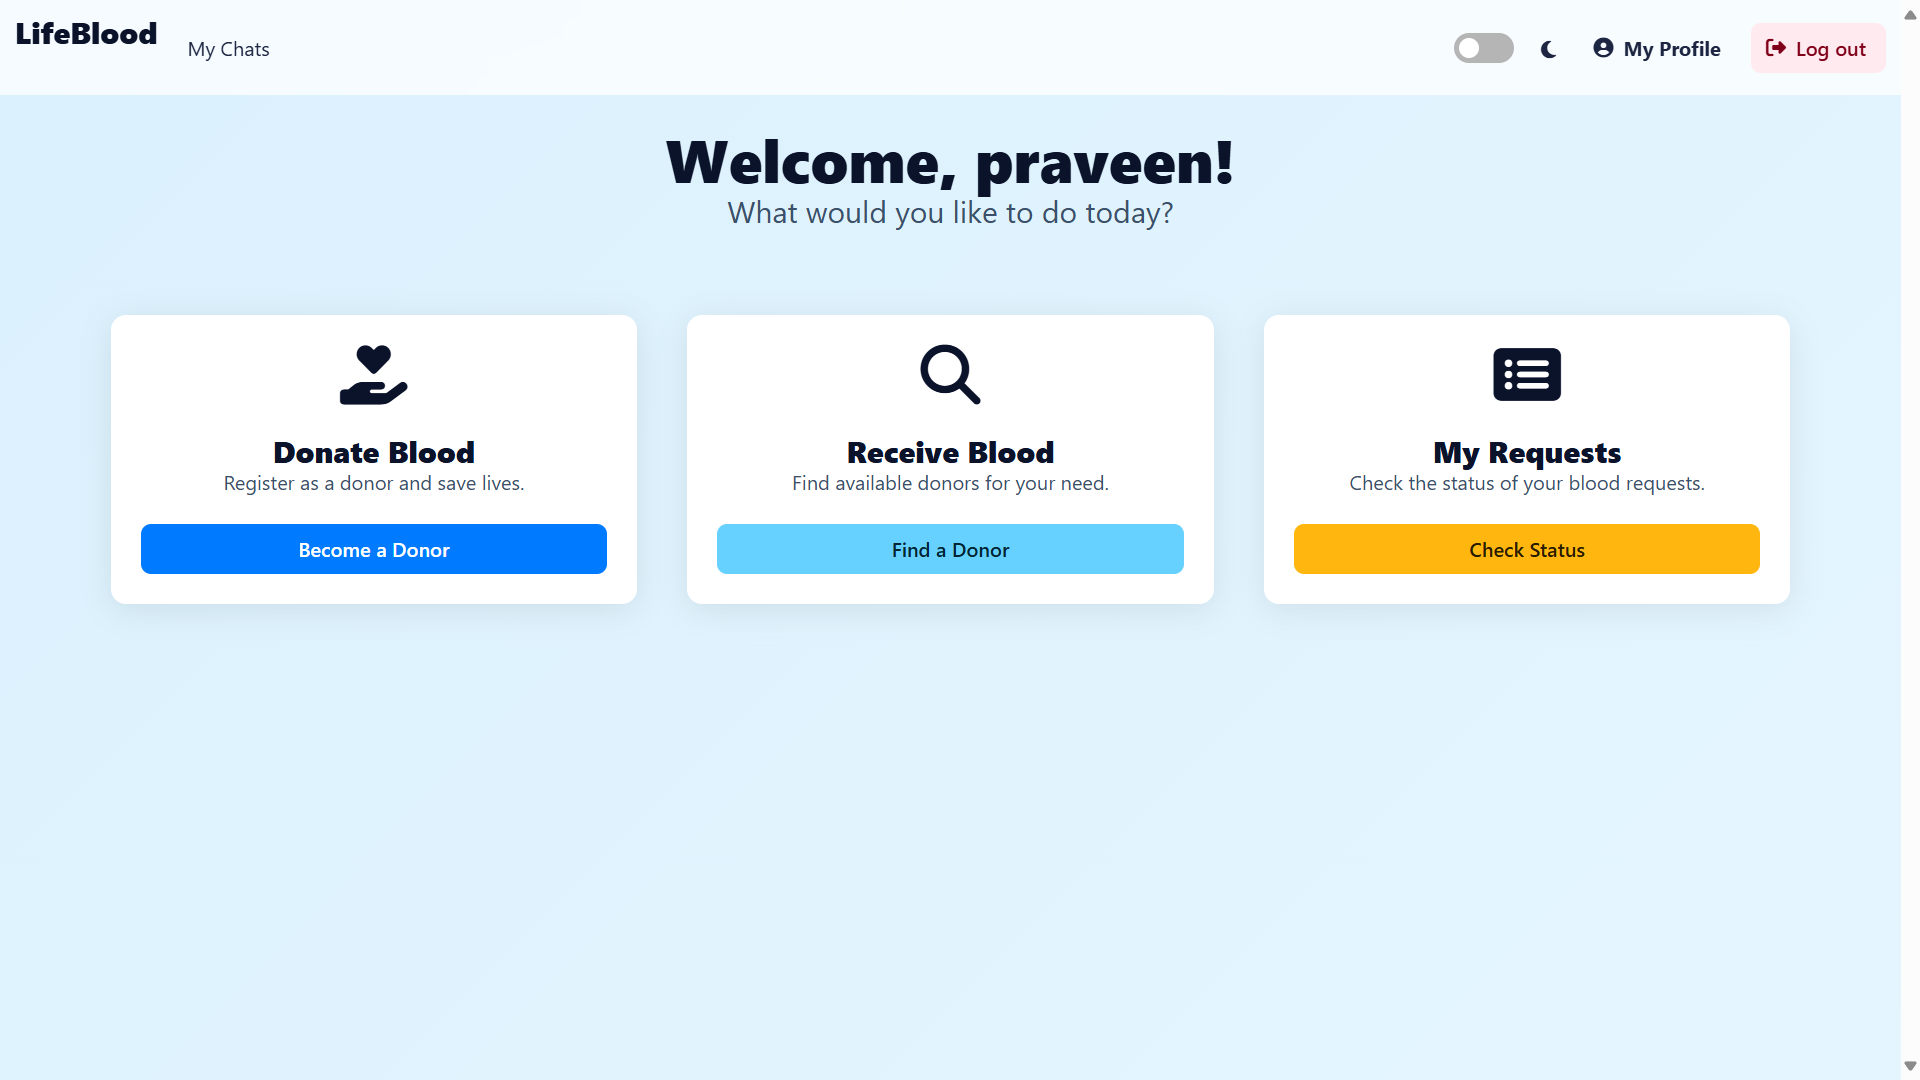 LifeBlood
My Chats
My Profile
Log out
Welcome, praveen!
What would you like to do today?
Donate Blood
Register as a donor and save lives.
Become a Donor
Receive Blood
Find available donors for your need.
Find a Donor
My Requests
Check the status of your blood requests.
Check Status